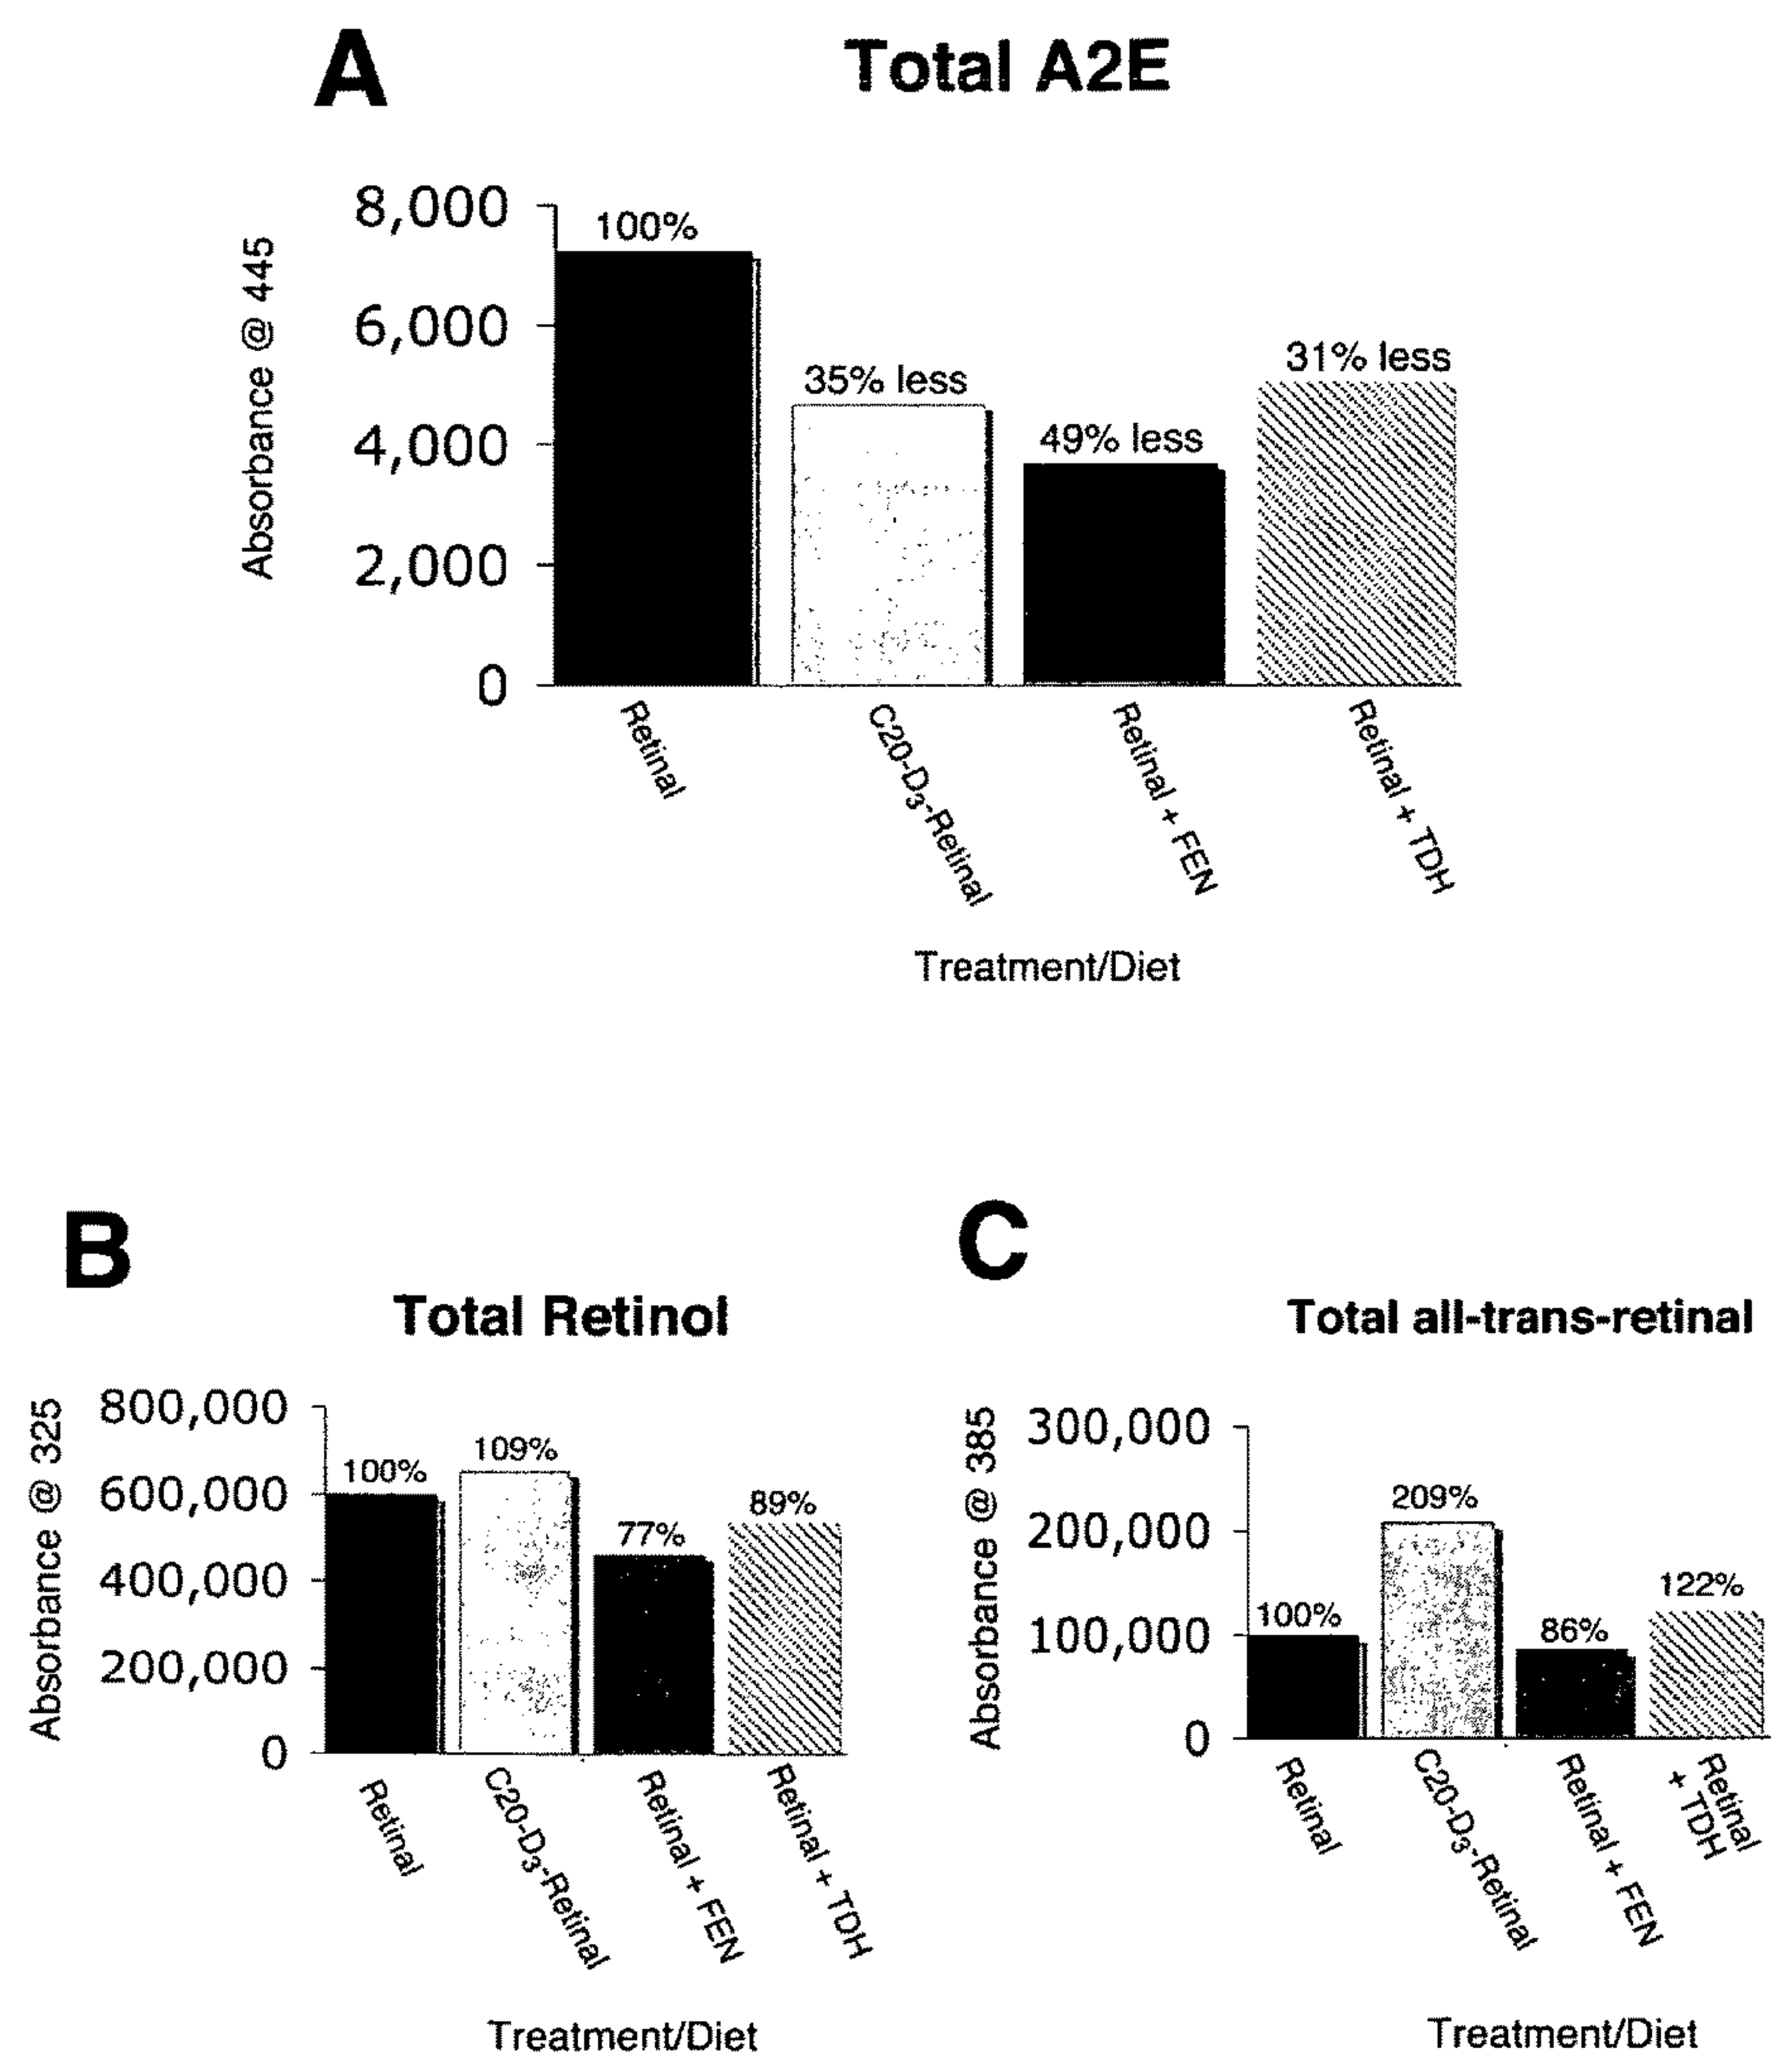 A
Total A2E
Absorbance @ 445
8,000
6,000
4,000
2,000
0
100%
35% less
49% less
31% less
Retinal
C20-D3-Retinal
Retinal + FEN
Retinal + TDH
Treatment/Diet
B
Total Retinol
Absorbance @ 325
800,000
600,000
400,000
200,000
0
100%
109%
77%
89%
Retinal
C20-D3-Retinal
Retinal + FEN
Retinal + TDH
Treatment/Diet
C
Total all-trans-retinal
Absorbance @ 385
300,000
200,000
100,000
0
100%
209%
86%
122%
Retinal
C20-D3-Retinal
Retinal + FEN
Retinal
+ TDH
Treatment/Diet